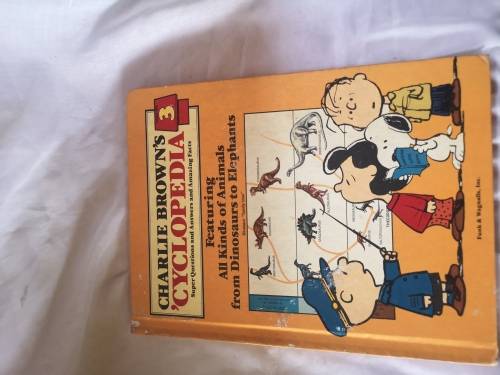 CHARLIE BROWN'S
'CYCLOPEDIA
3
Super Questions and Answers and Amazing Facts
Featuring
All Kinds of Animals
from Dinosaurs to Elephants
Funk & Wagnalls, Inc.